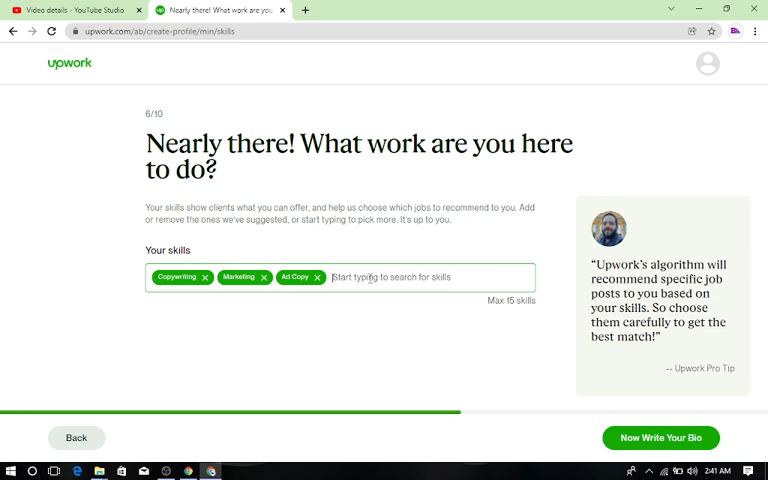 Video details - YouTube Studio
Nearly there! What work are you
upwork.com/ab/create-profile/min/skills
upwork
6/10
Nearly there! What work are you here
to do?
Your skills show clients what you can offer, and help us choose which jobs to recommend to you. Add
or remove the ones we've suggested, or start typing to pick more. It's up to you.
Your skills
Copywriting
Marketing
Ad Copy
Start typing to search for skills
Max 15 skills
"Upwork's algorithm will
recommend specific job
posts to you based on
your skills. So choose
them carefully to get the
best match!"
-- Upwork Pro Tip
Back
Now Write Your Bio
2:41 AM